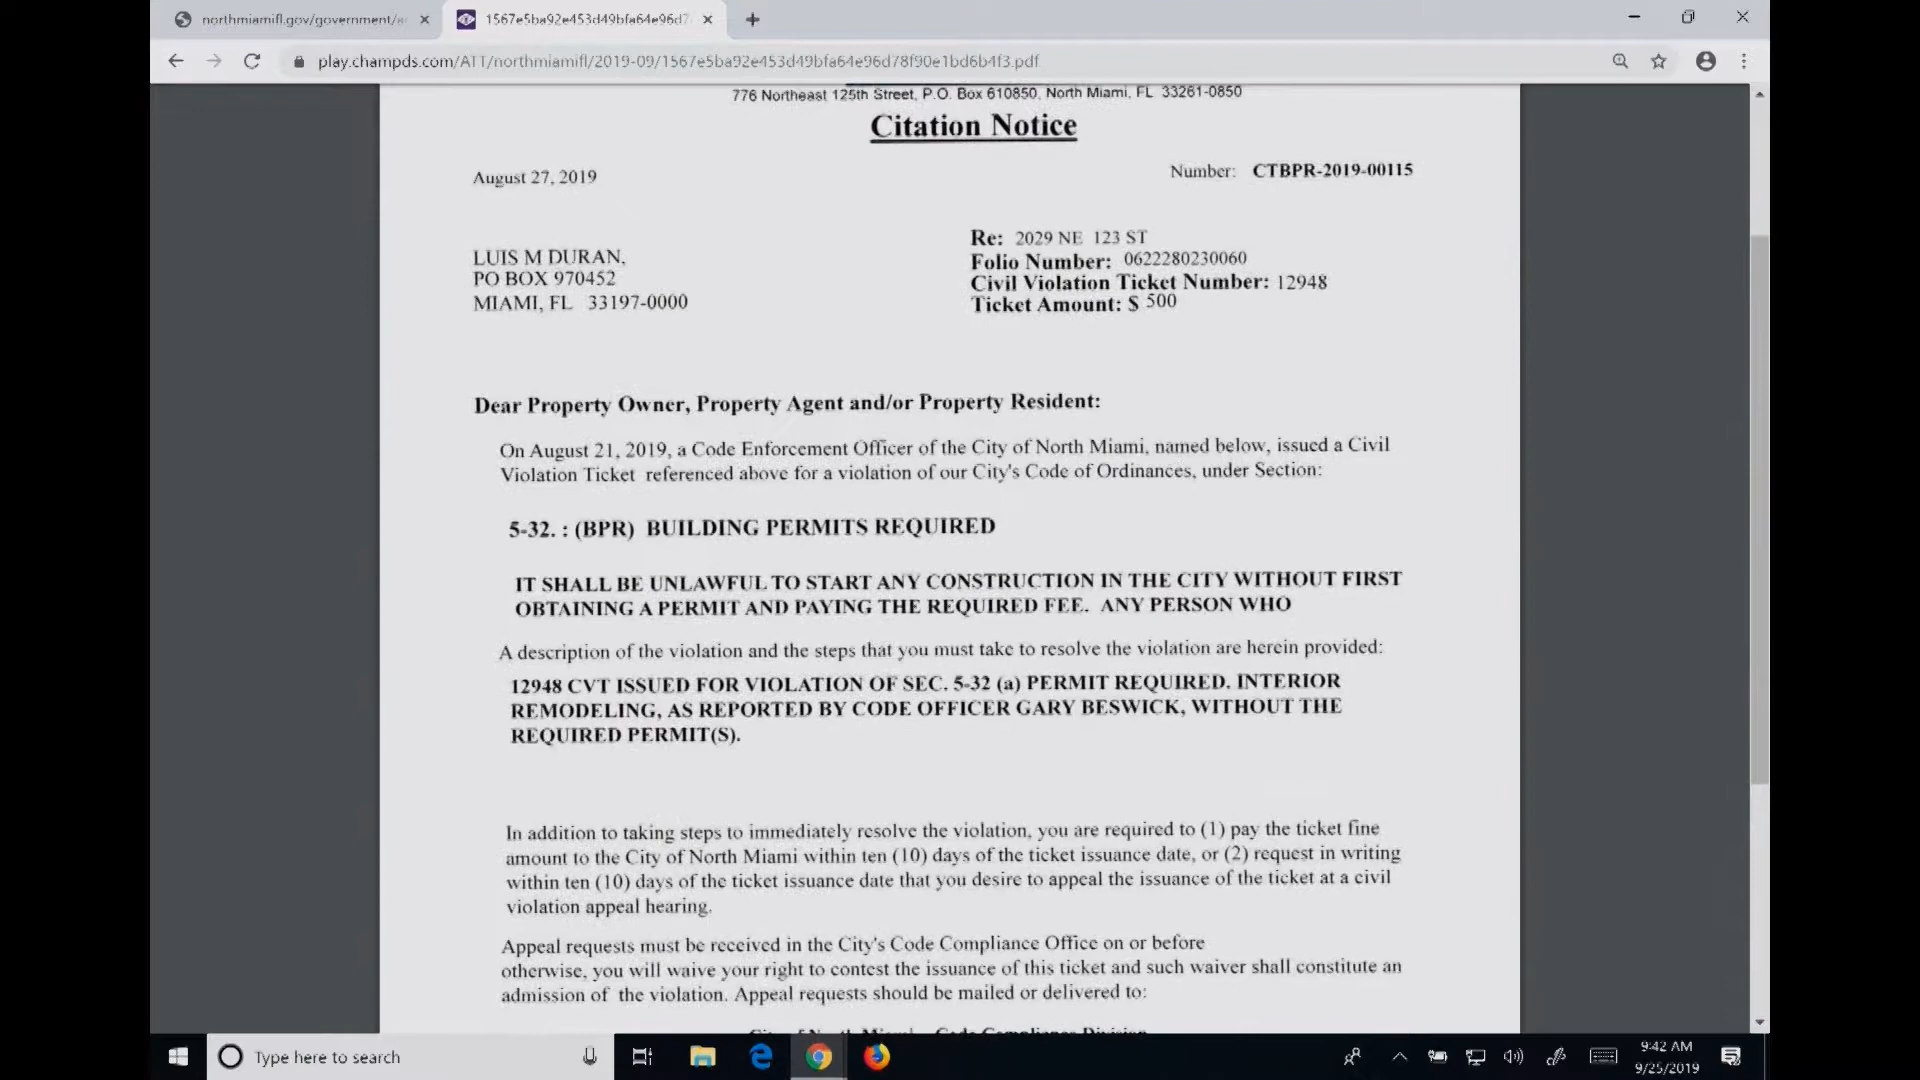 northmiamifl.gov/government/a
1567e5ba92e453d49bfa64e96d7
play.champds.com/ATT/northmiamifl/2019-09/1567e5ba92e453d49bfa64e96d78f90e1bd6b4f3.pdf
776 Northeast 125th Street, P.O. Box 610850, North Miami, FL 33261-0850
Citation Notice
August 27, 2019
Number: CTBPR-2019-00115
Re: 2029 NE 123 ST
LUIS M DURAN,
Folio Number: 0622280230060
PO BOX 970452
Civil Violation Ticket Number: 12948
MIAMI, FL 33197-0000
Ticket Amount: $ 500
Dear Property Owner, Property Agent and/or Property Resident:
On August 21, 2019, a Code Enforcement Officer of the City of North Miami, named below, issued a Civil
Violation Ticket referenced above for a violation of our City's Code of Ordinances, under Section:
5-32. : (BPR) BUILDING PERMITS REQUIRED
IT SHALL BE UNLAWFUL TO START ANY CONSTRUCTION IN THE CITY WITHOUT FIRST
OBTAINING A PERMIT AND PAYING THE REQUIRED FEE. ANY PERSON WHO
A description of the violation and the steps that you must take to resolve the violation are herein provided:
12948 CVT ISSUED FOR VIOLATION OF SEC. 5-32 (a) PERMIT REQUIRED. INTERIOR
REMODELING, AS REPORTED BY CODE OFFICER GARY BESWICK, WITHOUT THE
REQUIRED PERMIT(S).
In addition to taking steps to immediately resolve the violation, you are required to (1) pay the ticket fine
amount to the City of North Miami within ten (10) days of the ticket issuance date, or (2) request in writing
within ten (10) days of the ticket issuance date that you desire to appeal the issuance of the ticket at a civil
violation appeal hearing.
Appeal requests must be received in the City's Code Compliance Office on or before
otherwise, you will waive your right to contest the issuance of this ticket and such waiver shall constitute an
admission of the violation. Appeal requests should be mailed or delivered to:
City of North Miami - Code Compliance Division
Type here to search
9:42 AM
9/25/2019